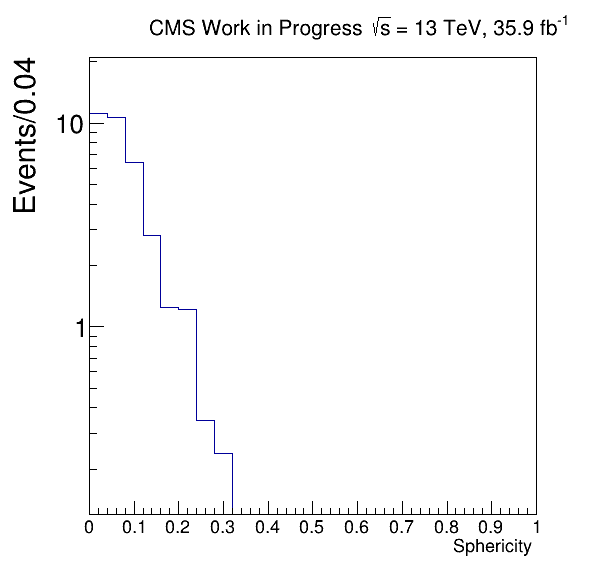 CMS Work in Progress √s = 13 TeV, 35.9 fb⁻¹
Events/0.04
10
1
0 0.1 0.2 0.3 0.4 0.5 0.6 0.7 0.8 0.9 1
Sphericity